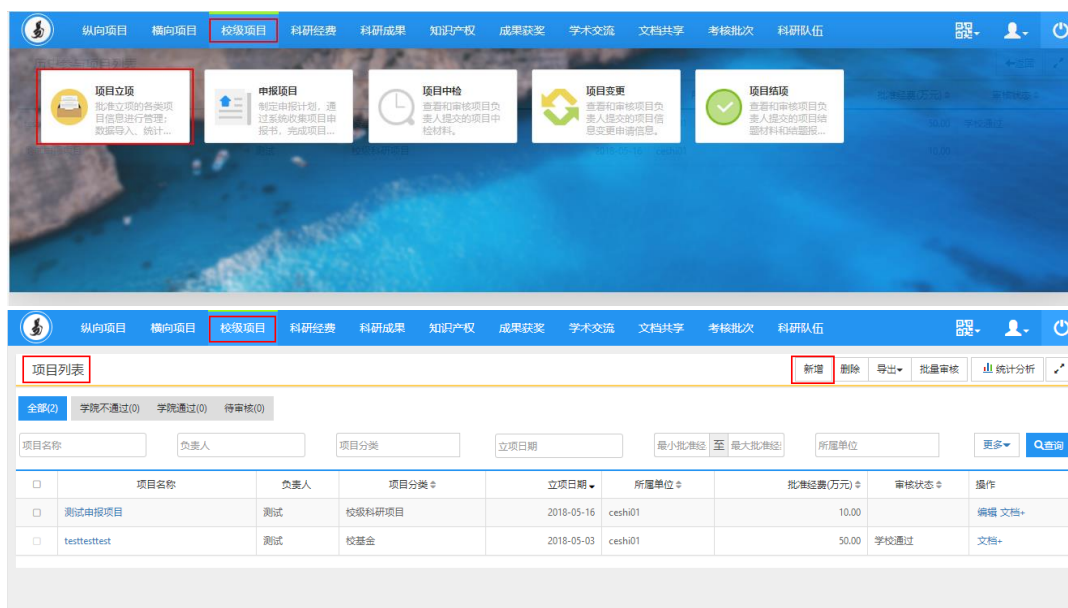 纵向项目 横向项目 校级项目 科研经费 科研成果 知识产权 成果获奖 学术交流 文档共享 考核批次 科研队伍
项目立项
批准立项的各类项
目信息进行管理:
数据导入、统计...
申报项目
制定申报计划，通
过系统收集项目申
报书，完成项目...
项目中检
查看和审核项目负
责人提交的项目中
检材料。
项目变更
查看和审核项目负
责人提交的项目信
息变更申请信息。
项目结项
查看和审核项目负
责人提交的项目结
题材料和结题报...
纵向项目 横向项目 校级项目 科研经费 科研成果 知识产权 成果获奖 学术交流 文档共享 考核批次 科研队伍
项目列表 新增 删除 导出 批量审核 统计分析
全部(2) 学院不通过(0) 学院通过(0) 待审核(0)
项目名称 负责人 项目分类 立项日期 最小批准经 至 最大批准经 所属单位 更多 查询
项目名称 负责人 项目分类 立项日期 所属单位 批准经费(万元) 审核状态 操作
测试申报项目 测试 校级科研项目 2018-05-16 ceshi01 10.00 编辑 文档+
testtesttest 测试 校基金 2018-05-03 ceshi01 50.00 学校通过 文档+